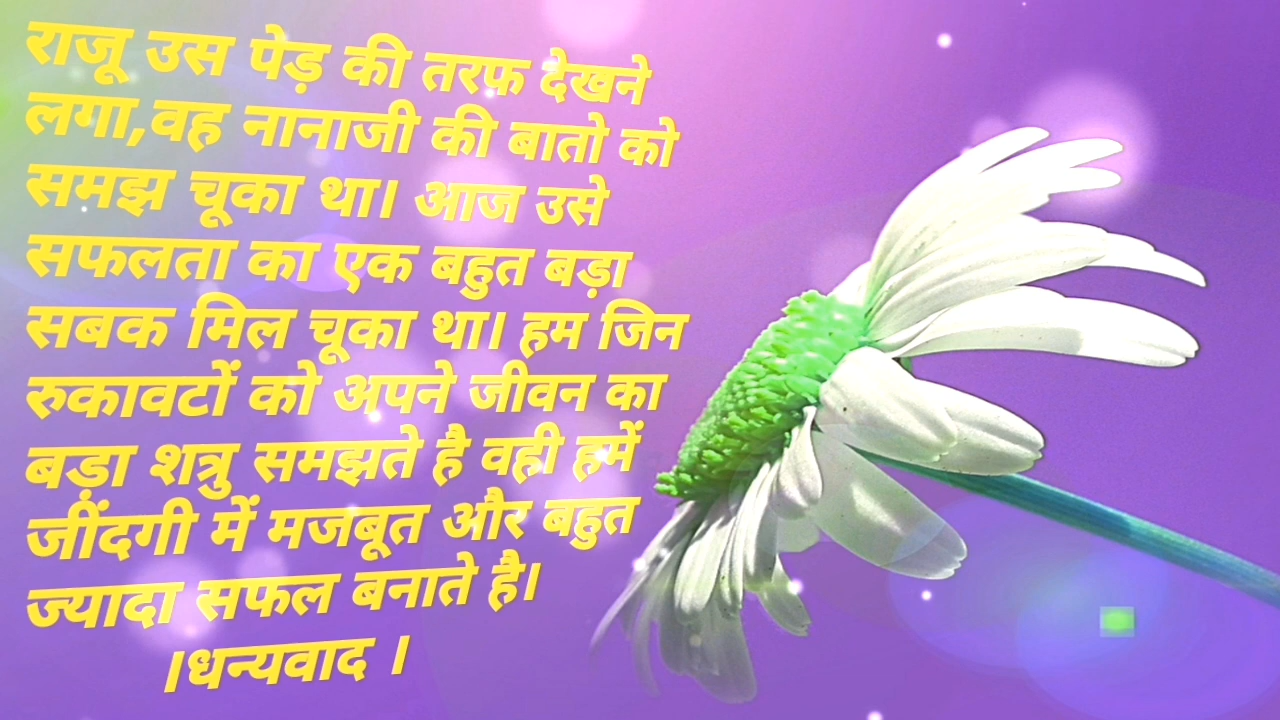 राजू उस पेड़ की तरफ देखने
लगा,वह नानाजी की बातो को
समझ चूका था। आज उसे
सफलता का एक बहुत बड़ा
सबक मिल चूका था। हम जिन
रुकावटों को अपने जीवन का
बड़ा शत्रु समझते है वही हमें
जींदगी में मजबूत और बहुत
ज्यादा सफल बनाते है।
।धन्यवाद ।